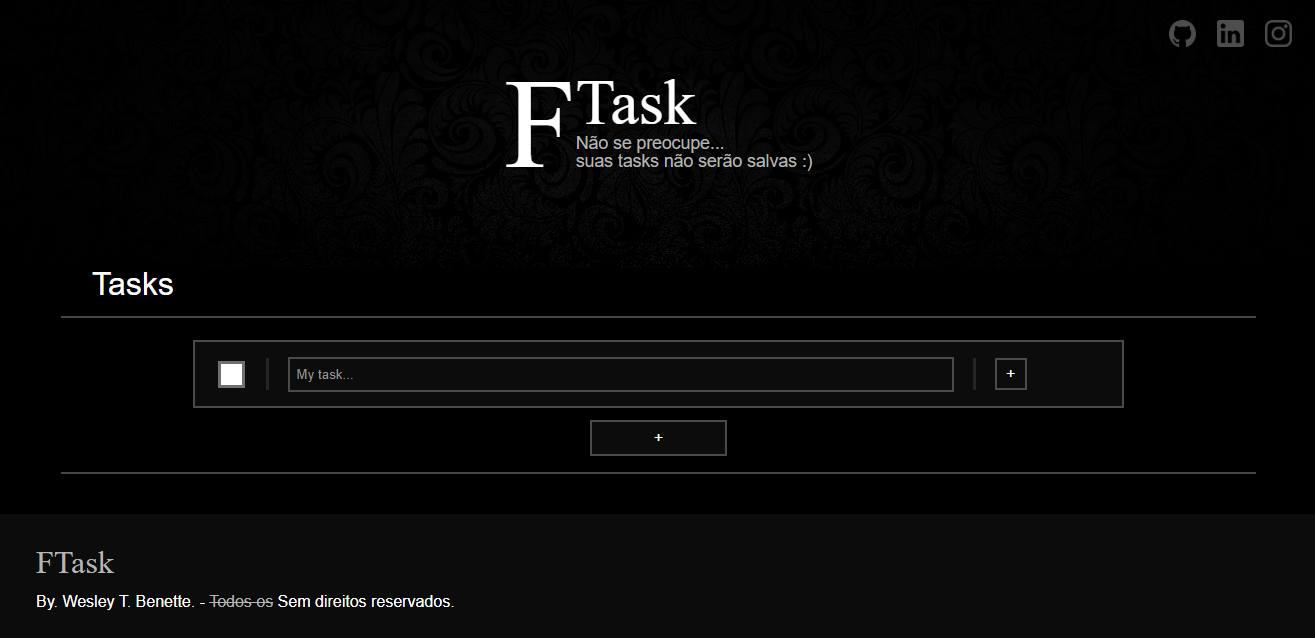 FTask
Não se preocupe...
suas tasks não serão salvas :)
Tasks
My task...
+
+
FTask
By. Wesley T. Benette. - Todos os Sem direitos reservados.